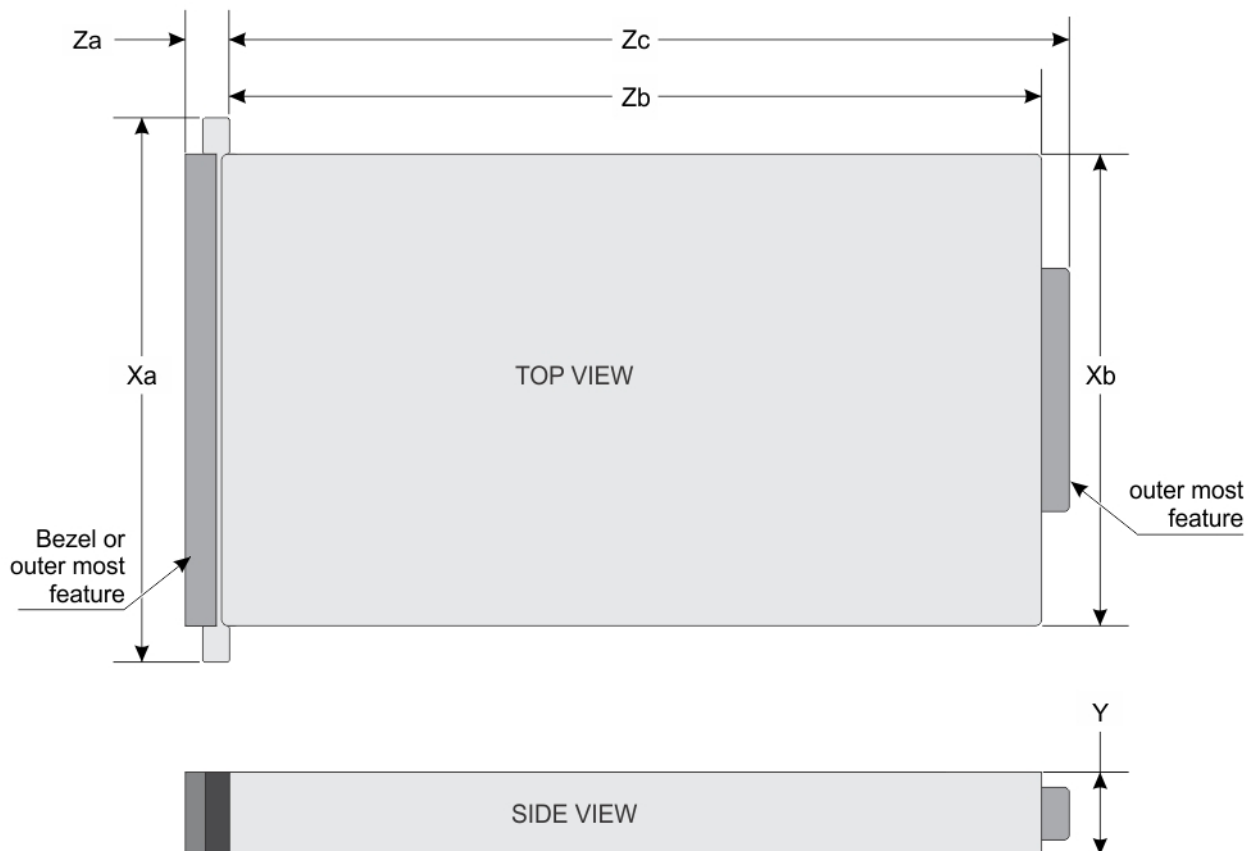 Za
Zc
Zb
Xa
TOP VIEW
Xb
outer most
feature
Bezel or
outer most
feature
Y
SIDE VIEW